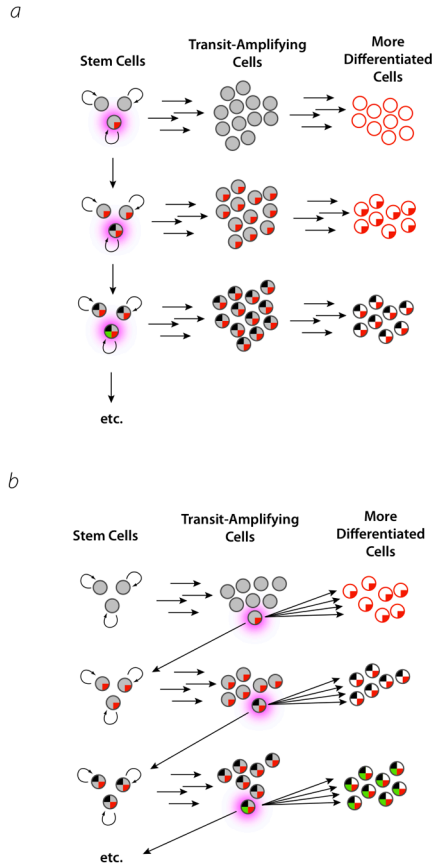 a
Stem Cells
Transit-Amplifying
Cells
More
Differentiated
Cells
etc.
b
Stem Cells
Transit-Amplifying
Cells
More
Differentiated
Cells
etc.